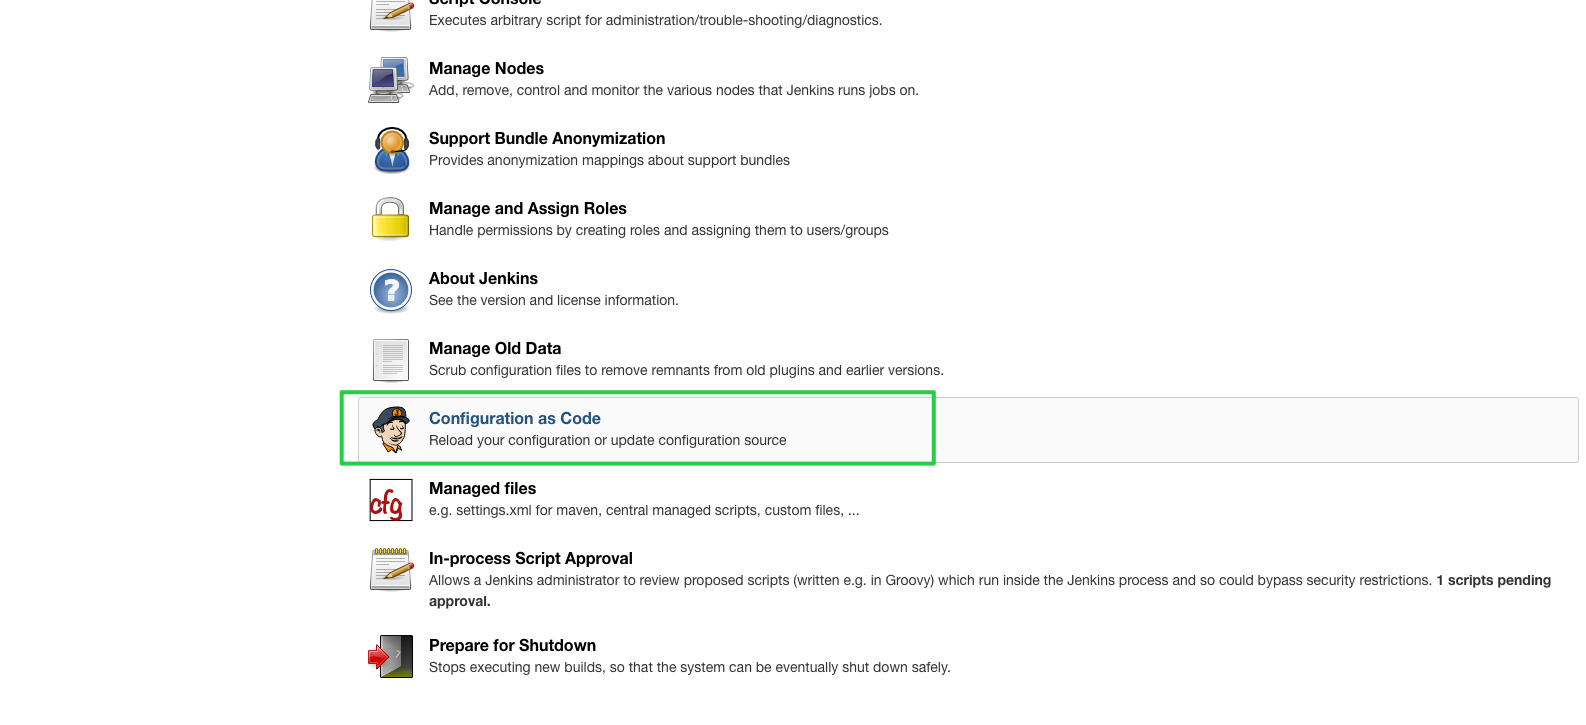 Script Console
Executes arbitrary script for administration/trouble-shooting/diagnostics.
Manage Nodes
Add, remove, control and monitor the various nodes that Jenkins runs jobs on.
Support Bundle Anonymization
Provides anonymization mappings about support bundles
Manage and Assign Roles
Handle permissions by creating roles and assigning them to users/groups
About Jenkins
See the version and license information.
Manage Old Data
Scrub configuration files to remove remnants from old plugins and earlier versions.
Configuration as Code
Reload your configuration or update configuration source
cfg
Managed files
e.g. settings.xml for maven, central managed scripts, custom files, ...
In-process Script Approval
Allows a Jenkins administrator to review proposed scripts (written e.g. in Groovy) which run inside the Jenkins process and so could bypass security restrictions. 1 scripts pending
approval.
Prepare for Shutdown
Stops executing new builds, so that the system can be eventually shut down safely.